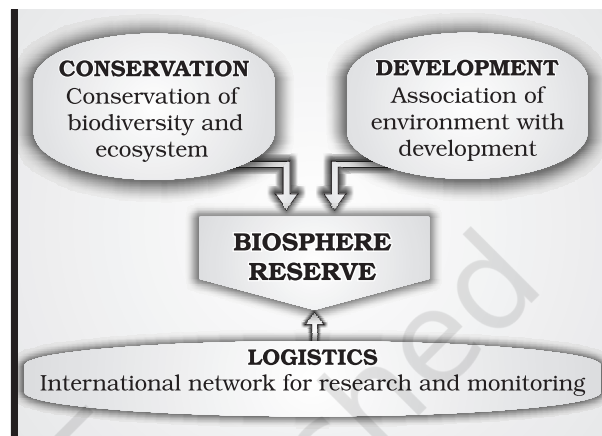 CONSERVATION
Conservation of
biodiversity and
ecosystem
DEVELOPMENT
Association of
environment with
development
BIOSPHERE
RESERVE
LOGISTICS
International network for research and monitoring